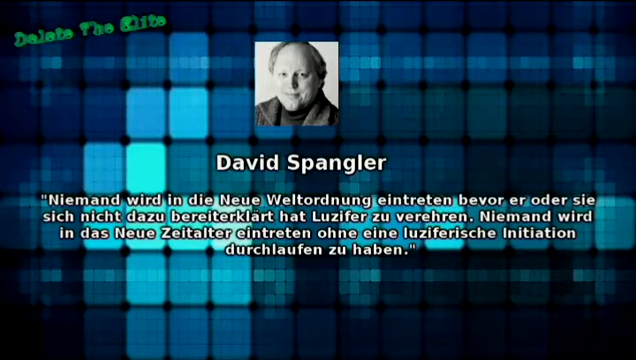 Delete The Elite
David Spangler
"Niemand wird in die Neue Weltordnung eintreten bevor er oder sie
sich nicht dazu bereiterklärt hat Luzifer zu verehren. Niemand wird
in das Neue Zeitalter eintreten ohne eine luziferische Initiation
durchlaufen zu haben."